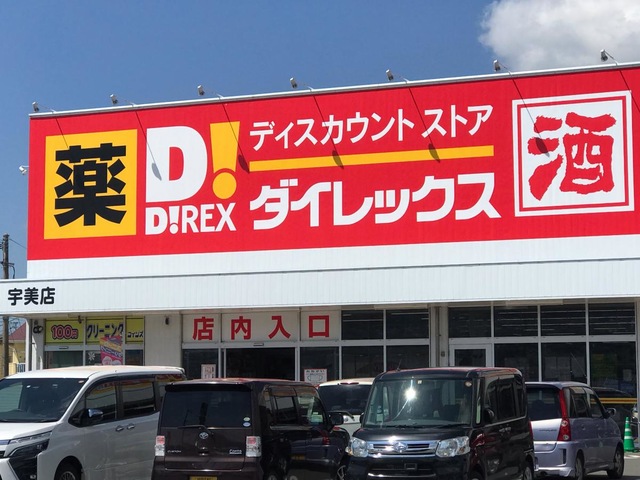 薬
D!
D!REX
ディスカウント ストア
ダイレックス
酒
宇美店
100円
クリーニング
店内入口